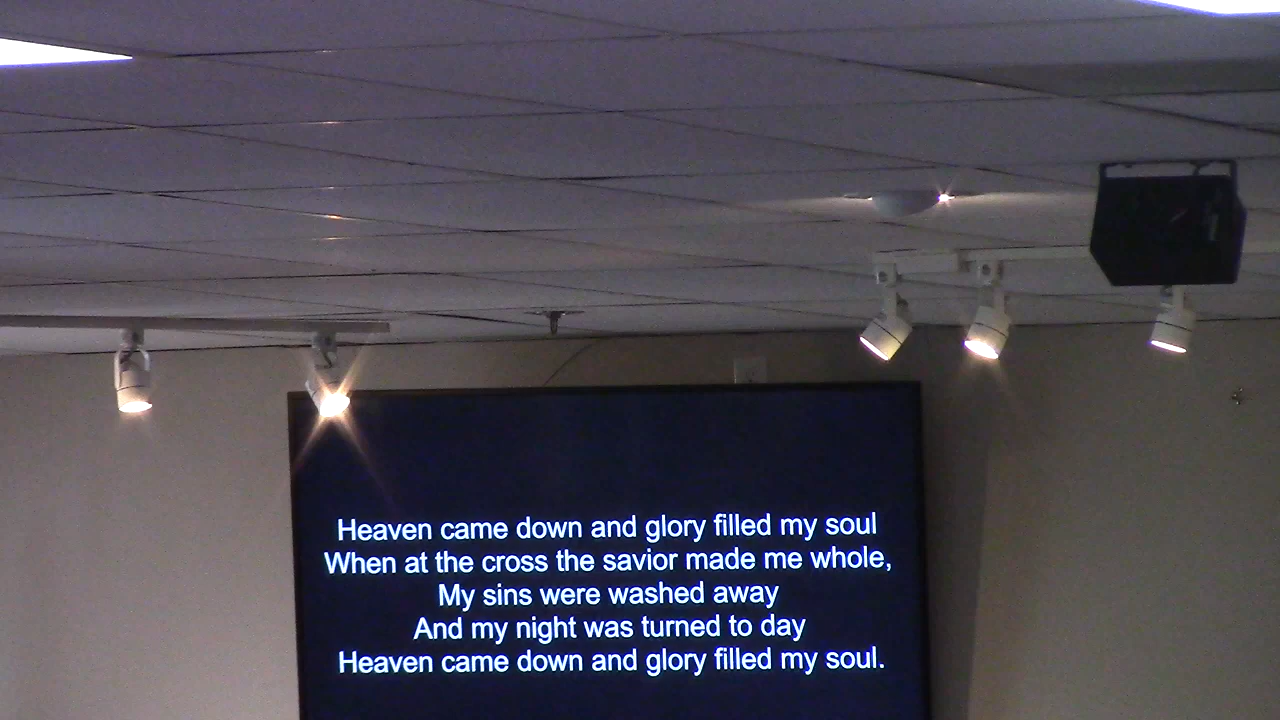 Heaven came down and glory filled my soul
When at the cross the savior made me whole,
My sins were washed away
And my night was turned to day
Heaven came down and glory filled my soul.